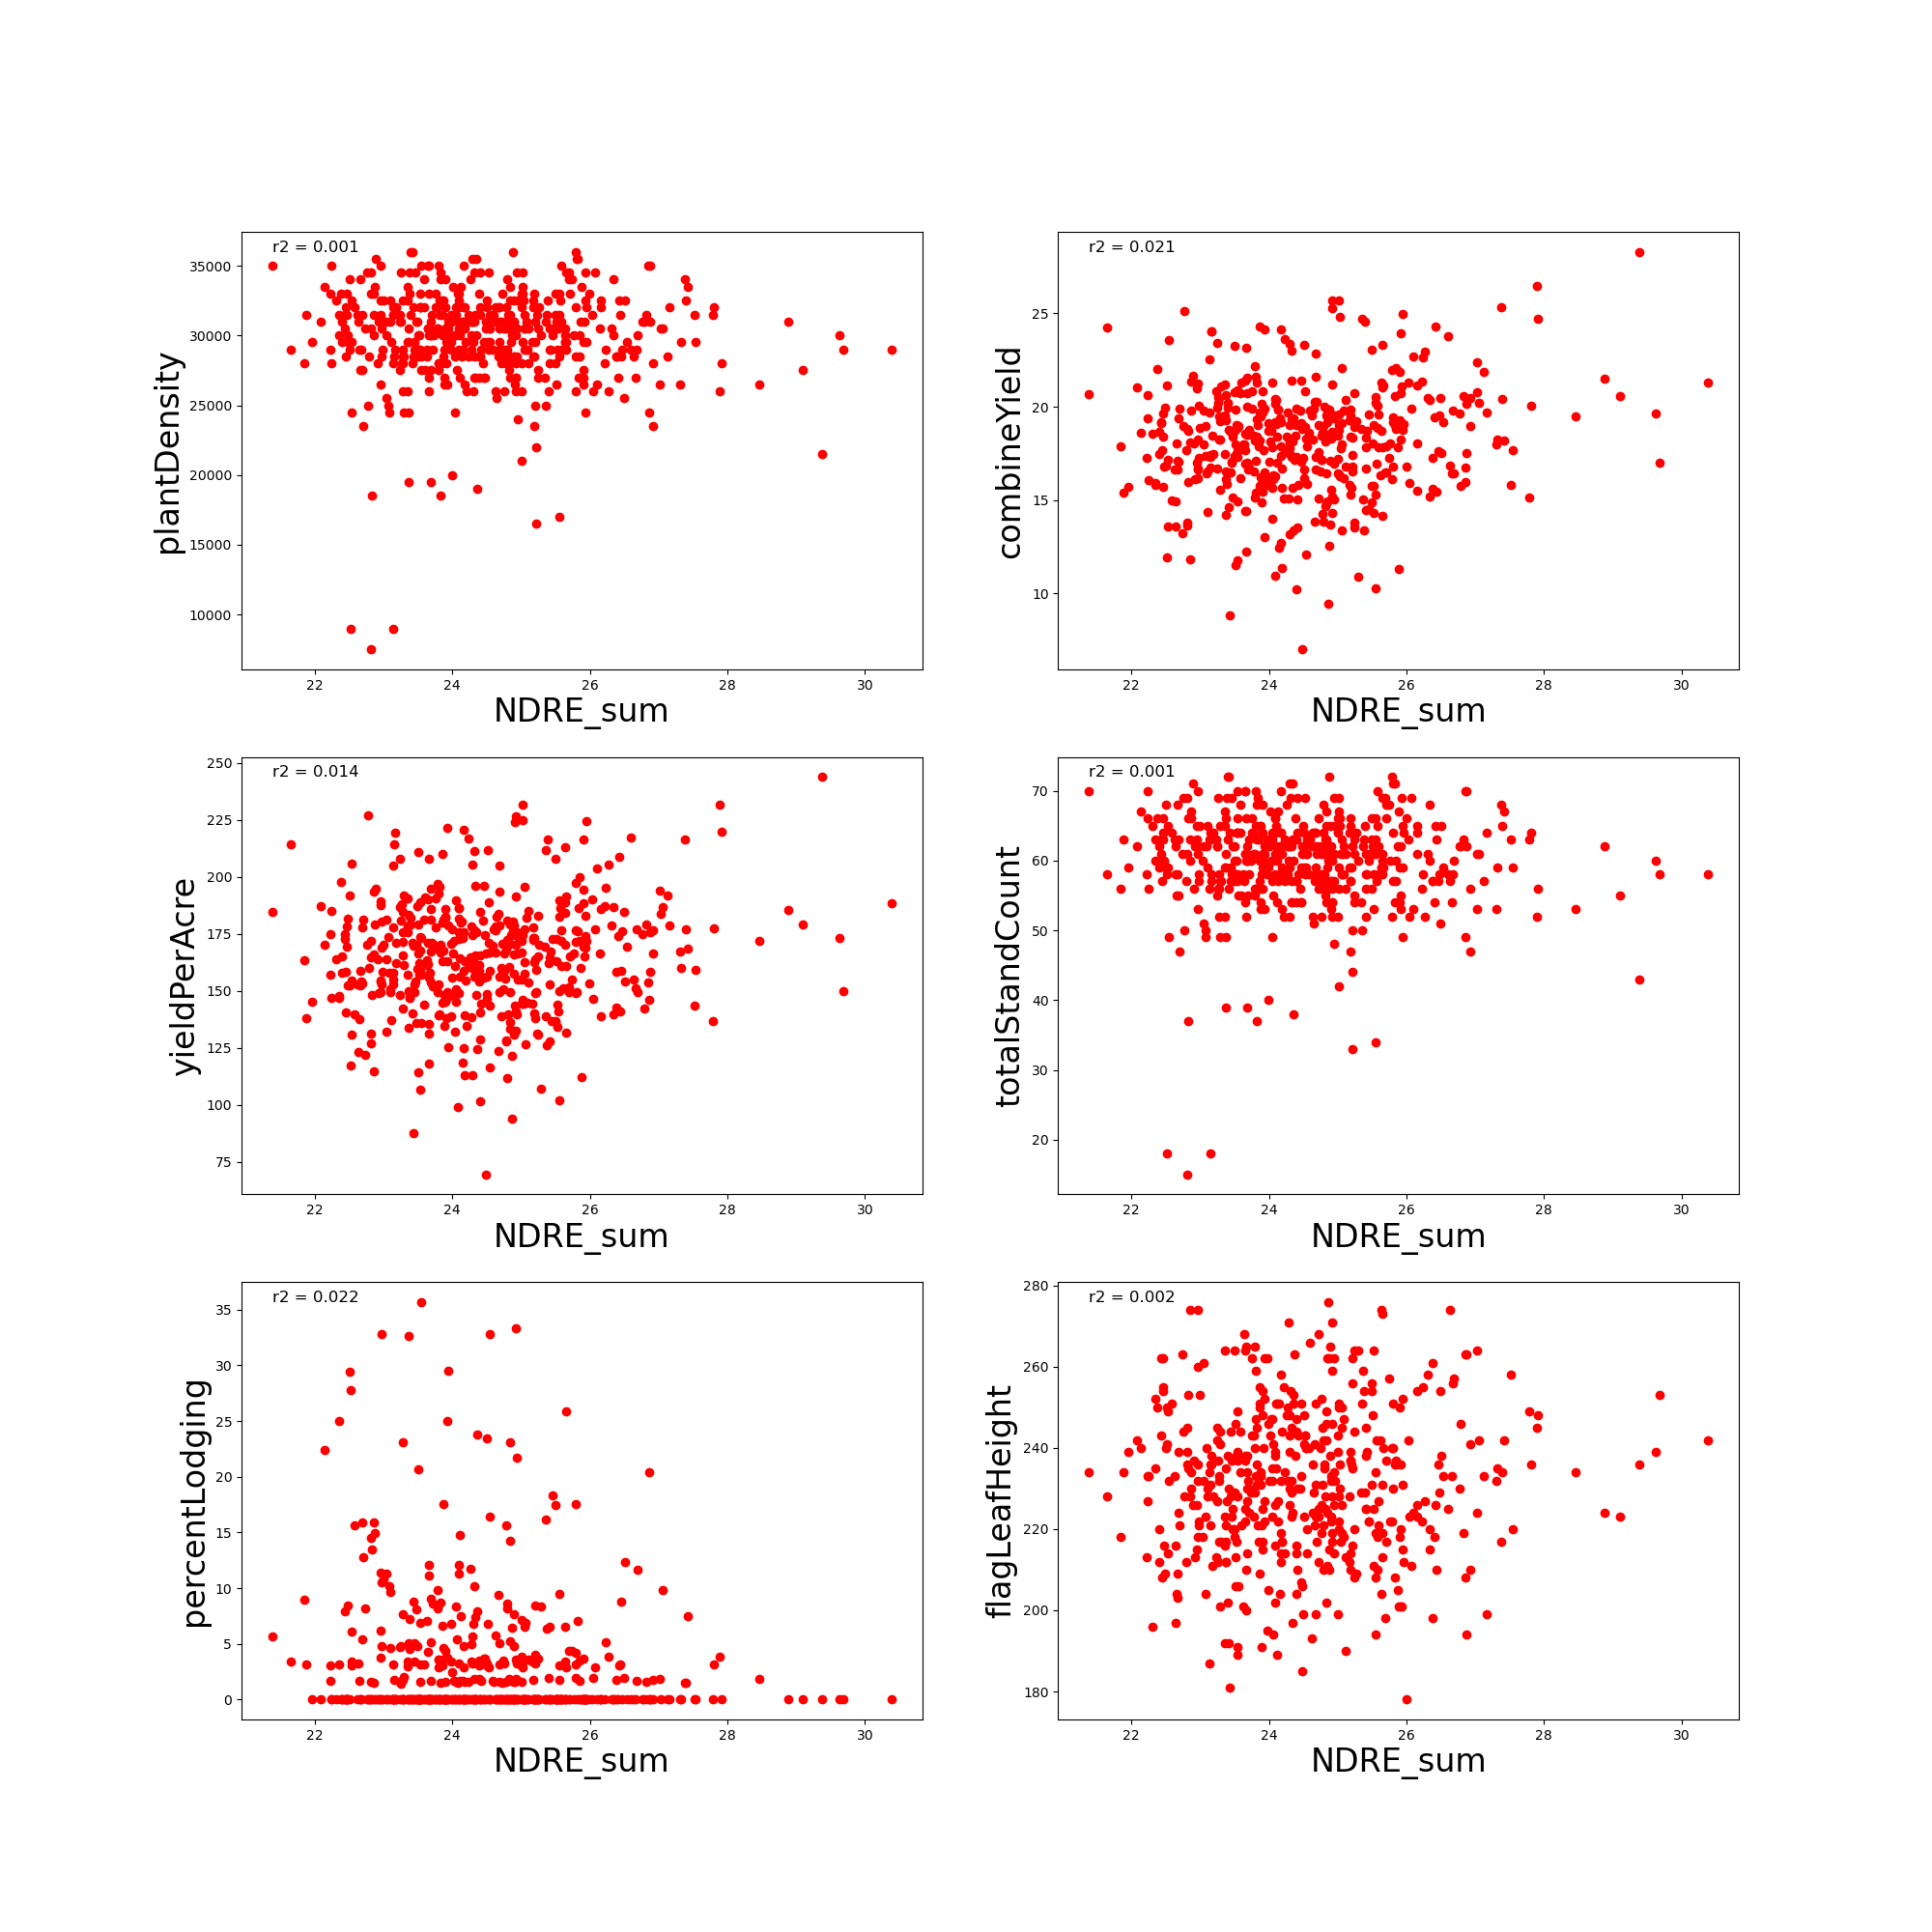 r2 = 0.001
35000
30000
25000
20000
15000
10000
plantDensity
22 24 26 28 30
NDRE_sum
r2 = 0.021
25
20
15
10
combineYield
22 24 26 28 30
NDRE_sum
r2 = 0.014
250
225
200
175
150
125
100
75
yieldPerAcre
22 24 26 28 30
NDRE_sum
r2 = 0.001
70
60
50
40
30
20
totalStandCount
22 24 26 28 30
NDRE_sum
r2 = 0.022
35
30
25
20
15
10
5
0
percentLodging
22 24 26 28 30
NDRE_sum
r2 = 0.002
280
260
240
220
200
180
flagLeafHeight
22 24 26 28 30
NDRE_sum